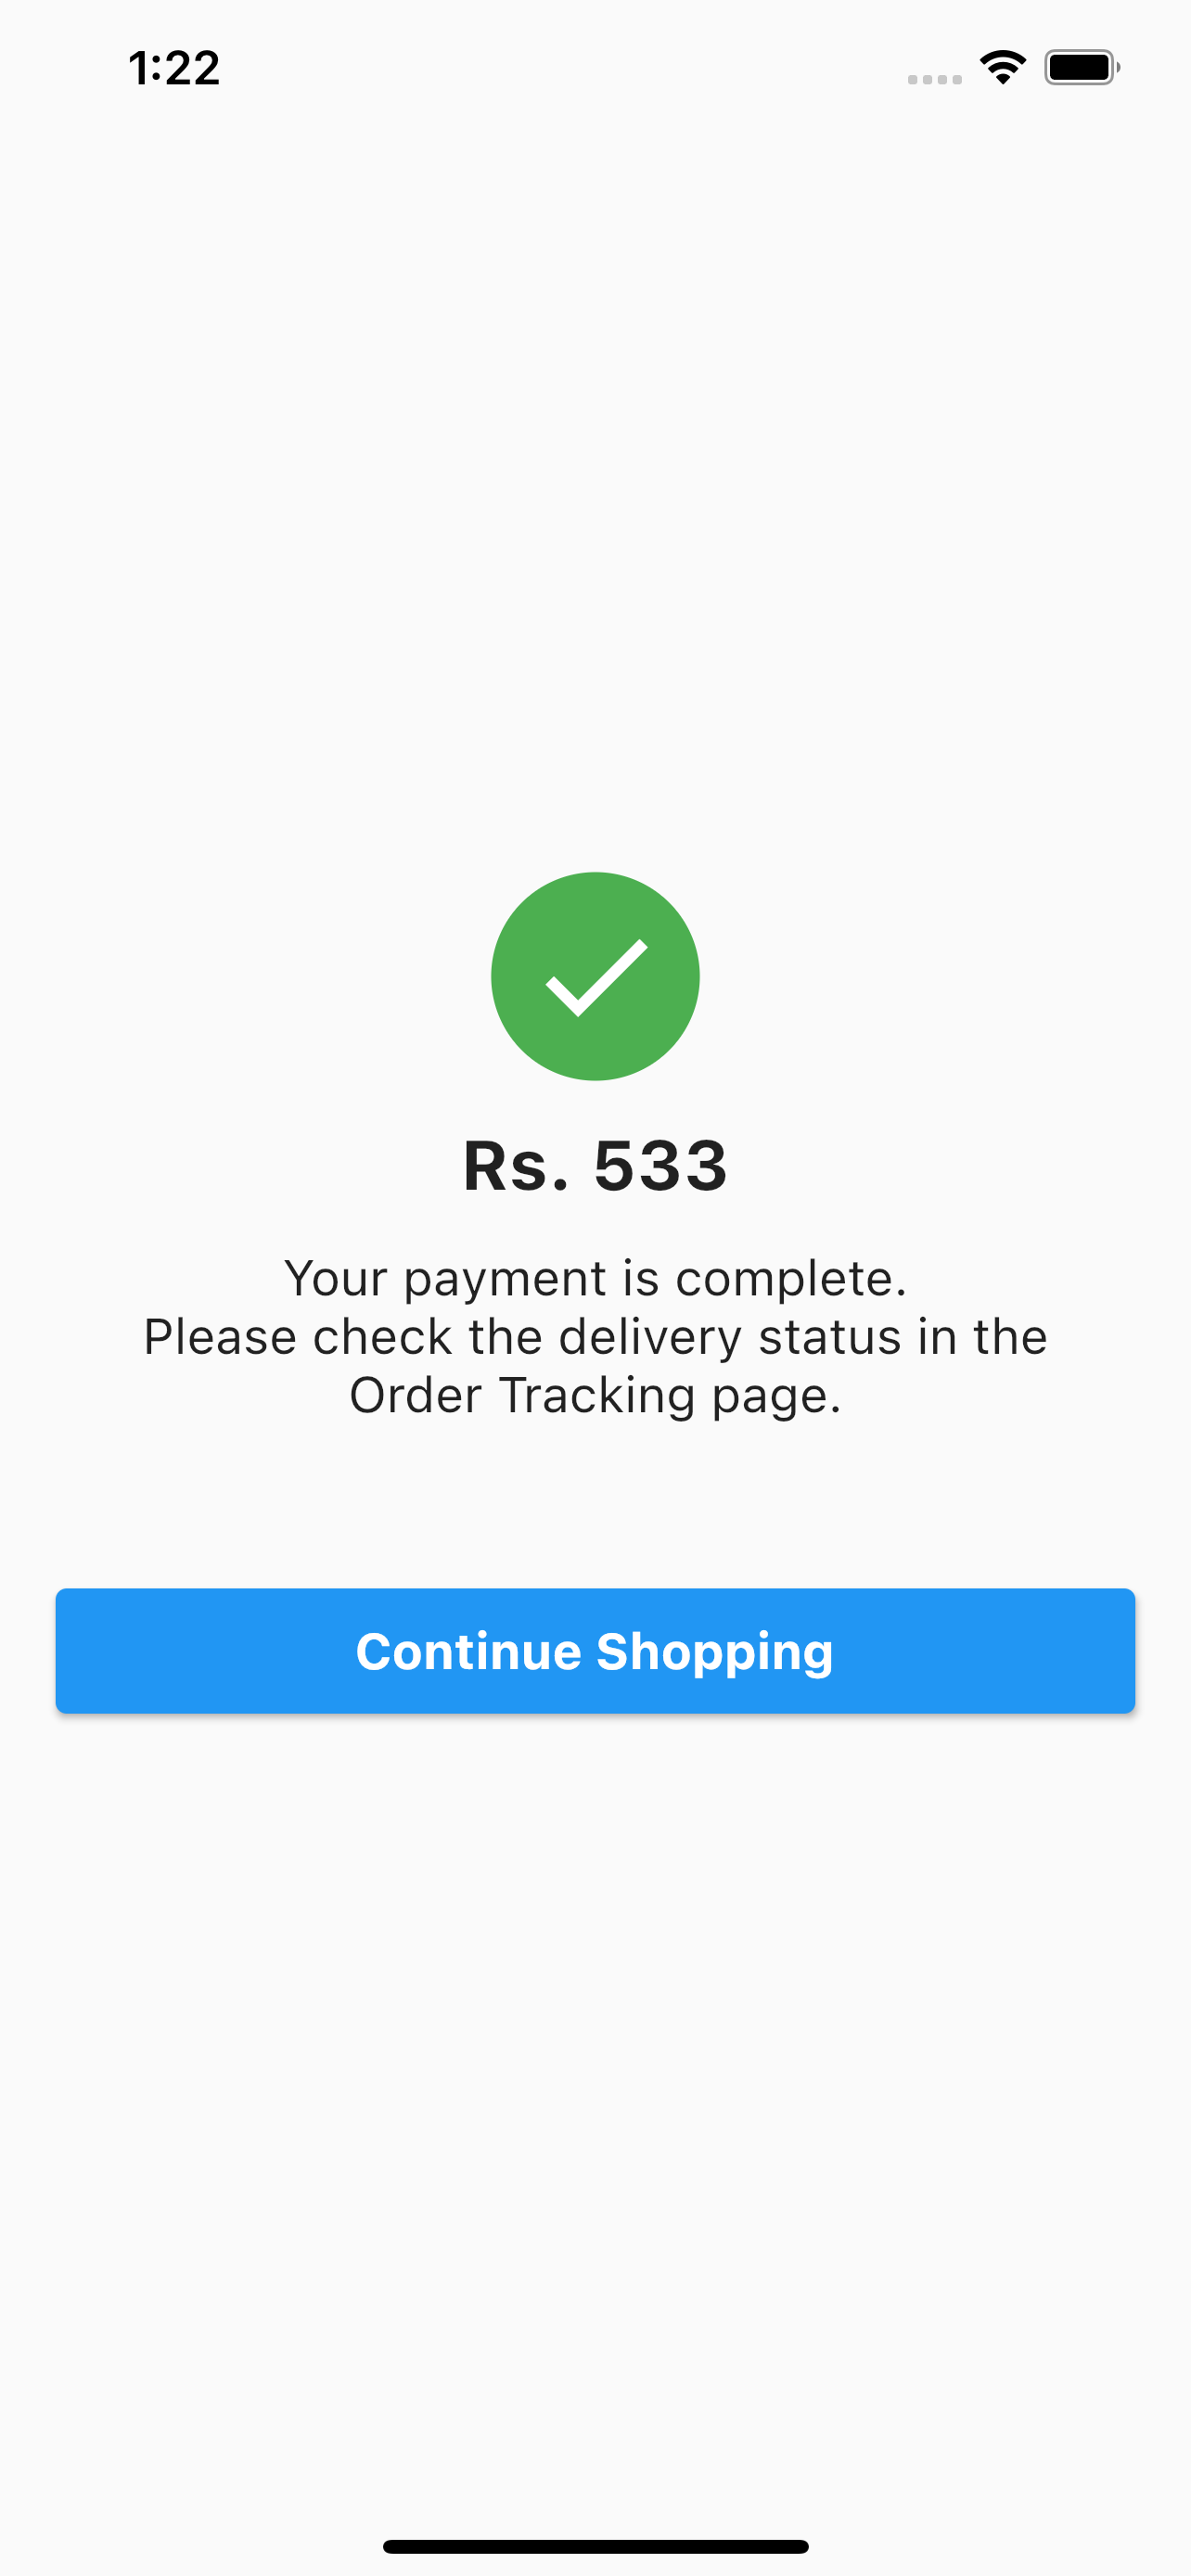 1:22
Rs. 533
Your payment is complete.
Please check the delivery status in the
Order Tracking page.
Continue Shopping